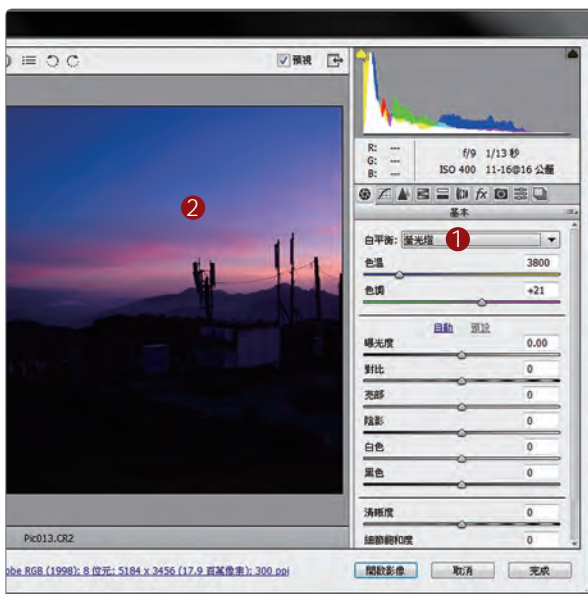 預視
R: ---
G: ---
B: ---
f/9 1/13 秒
ISO 400 11-16@16 公釐
fx
基本
白平衡: 螢光燈
1
色溫 3800
色調 +21
2
自動 預設
曝光度 0.00
對比 0
亮部 0
陰影 0
白色 0
黑色 0
清晰度 0
細節飽和度 0
Pic013.CR2
obe RGB (1998); 8 位元; 5184 x 3456 (17.9 百萬像素); 300 ppi
開啟影像 取消 完成